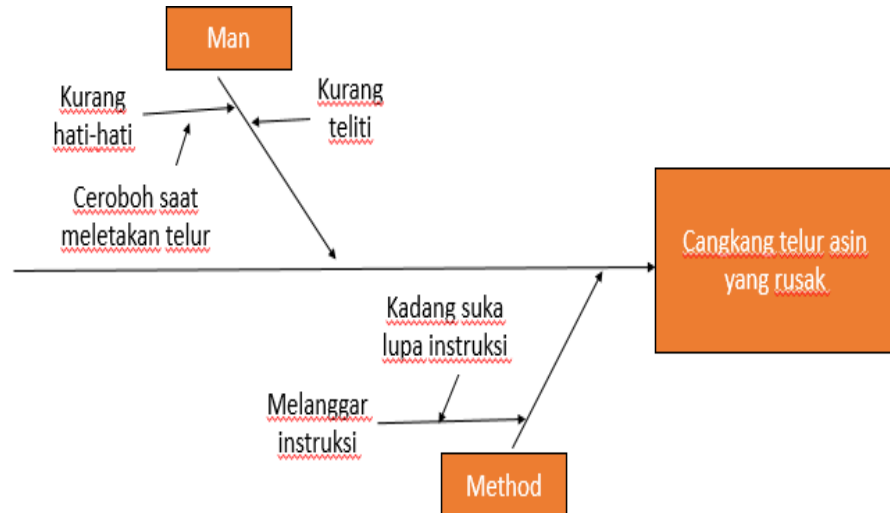 Man
Kurang
hati-hati
Kurang
teliti
Ceroboh saat
meletakan telur
Cangkang telur asin
yang rusak
Kadang suka
lupa instruksi
Melanggar
instruksi
Method